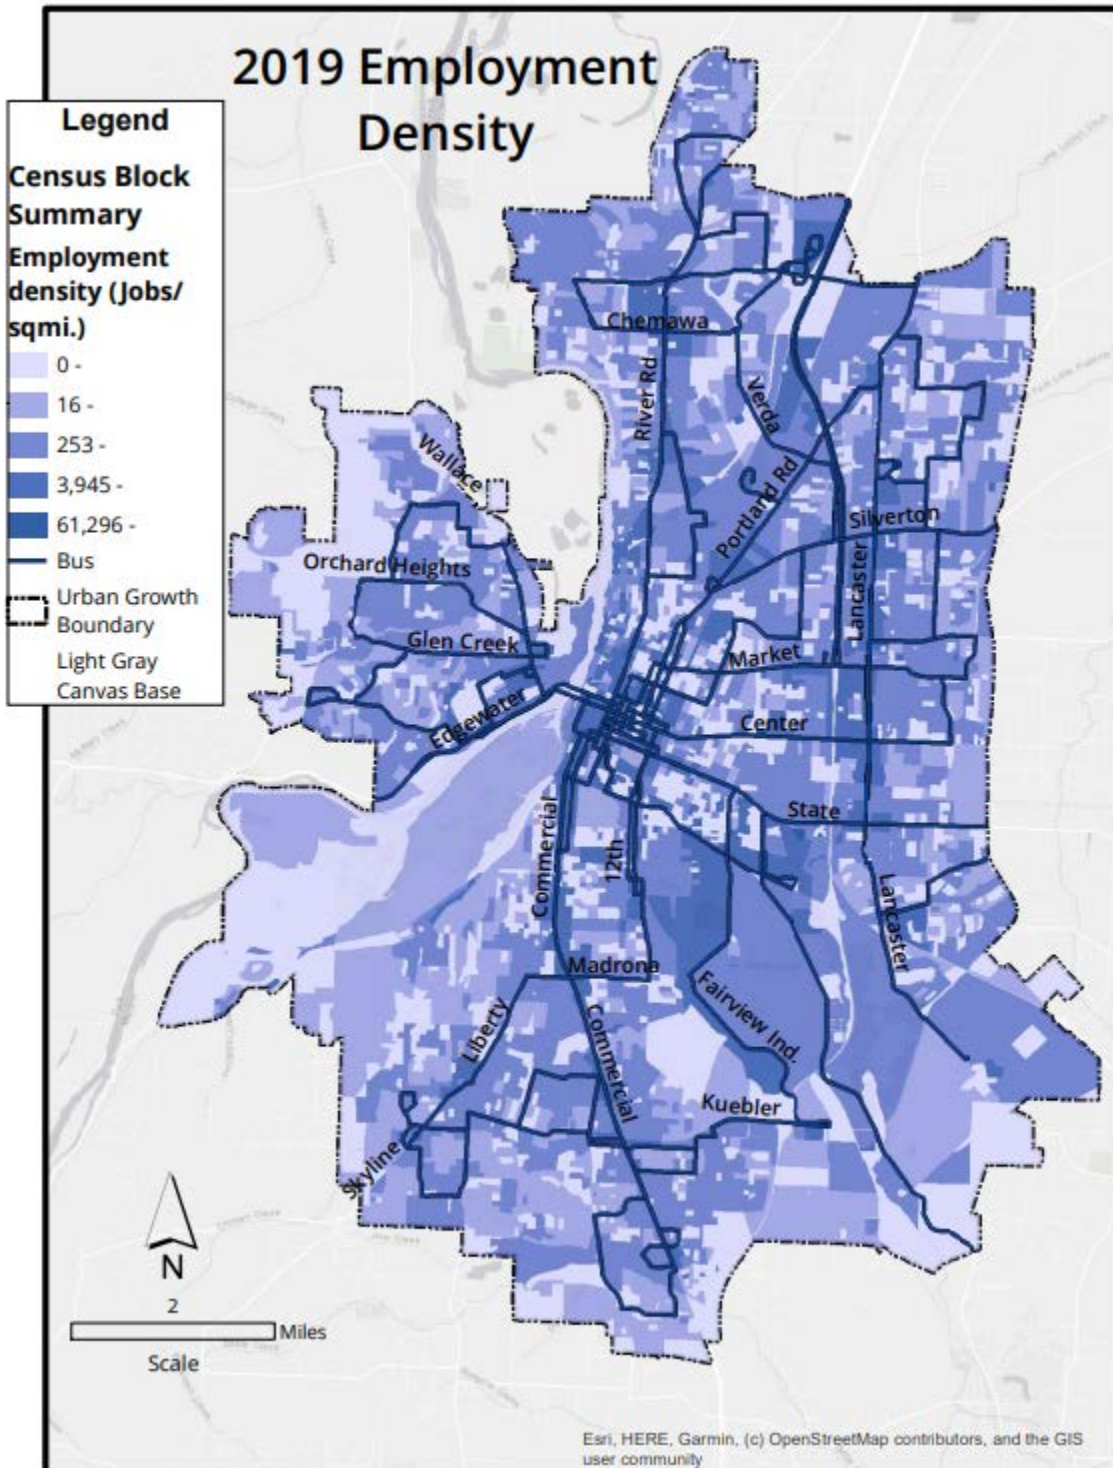 2019 Employment
Density
Legend
Census Block
Summary
Employment
density (Jobs/
sqmi.)
0 -
16 -
253 -
3,945 -
61,296 -
Bus
Urban Growth
Boundary
Light Gray
Canvas Base
Chemawa
River Rd
Verda
Wallace
Portland Rd
Silverton
Orchard Heights
Lancaster
Glen Creek
Market
Edgewater
Center
State
Commercial
12th
Lancaster
Madrona
Fairview Ind.
Liberty
Commercial
Kuebler
Skyline
N
2
Miles
Scale
Esri, HERE, Garmin, (c) OpenStreetMap contributors, and the GIS
user community